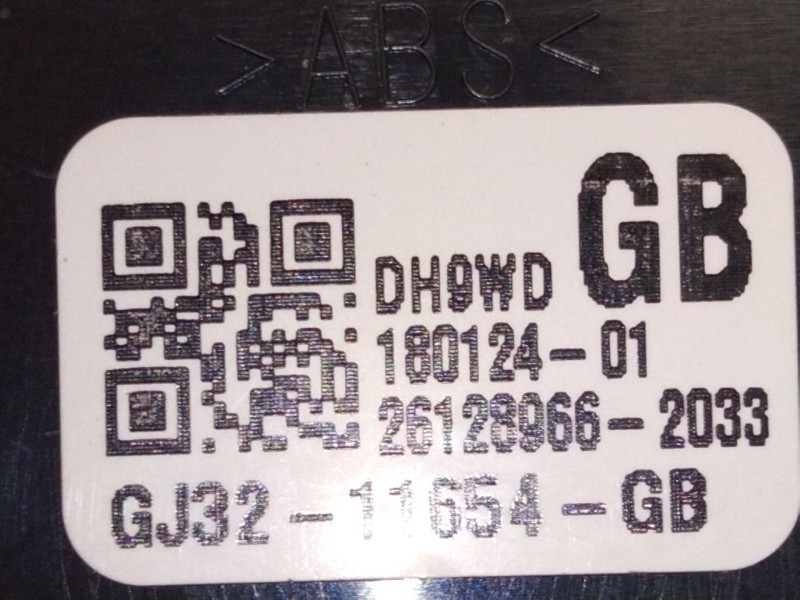 >ABS<
GB
DH9WD
180124-01
26128966-2033
GJ32-11654-GB